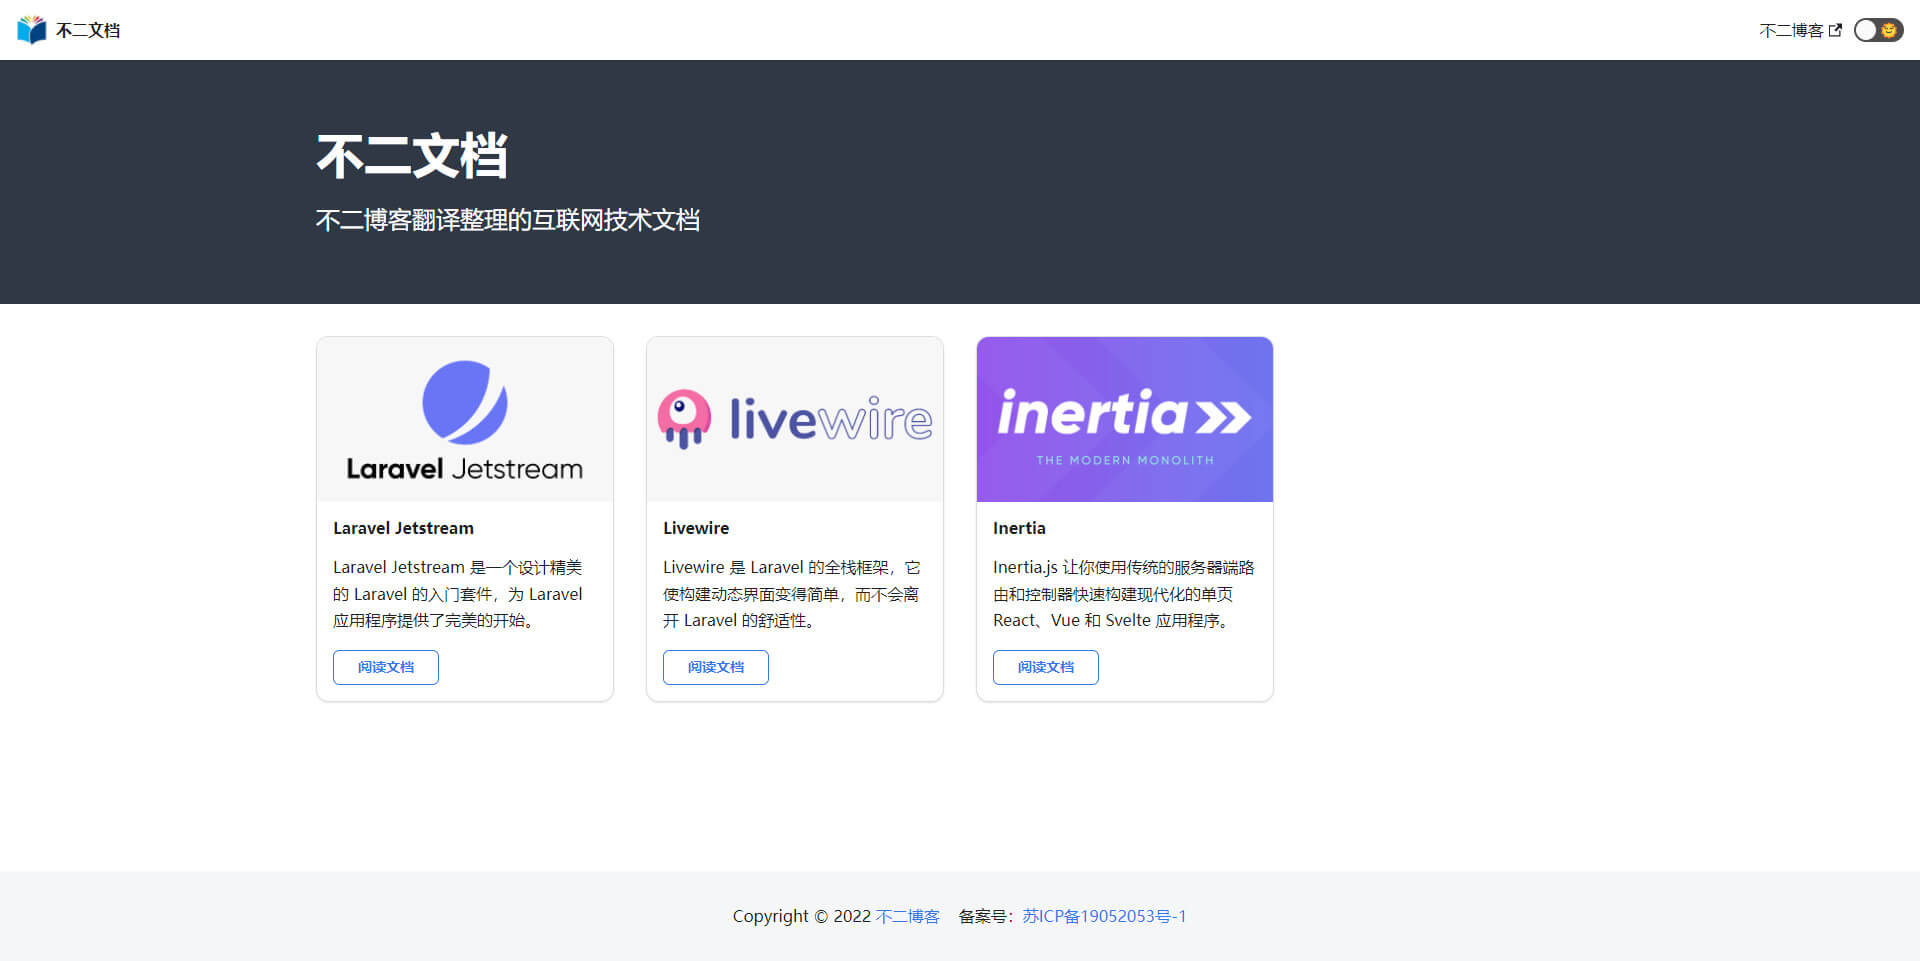 不二文档
不二博客
不二文档
不二博客翻译整理的互联网技术文档
Laravel Jetstream
livewire
inertia
THE MODERN MONOLITH
Laravel Jetstream
Laravel Jetstream 是一个设计精美
的 Laravel 的入门套件，为 Laravel
应用程序提供了完美的开始。
阅读文档
Livewire
Livewire 是 Laravel 的全栈框架，它
使构建动态界面变得简单，而不会离
开 Laravel 的舒适性。
阅读文档
Inertia
Inertia.js 让你使用传统的服务器端路
由和控制器快速构建现代化的单页
React、Vue 和 Svelte 应用程序。
阅读文档
Copyright © 2022 不二博客 备案号：苏ICP备19052053号-1